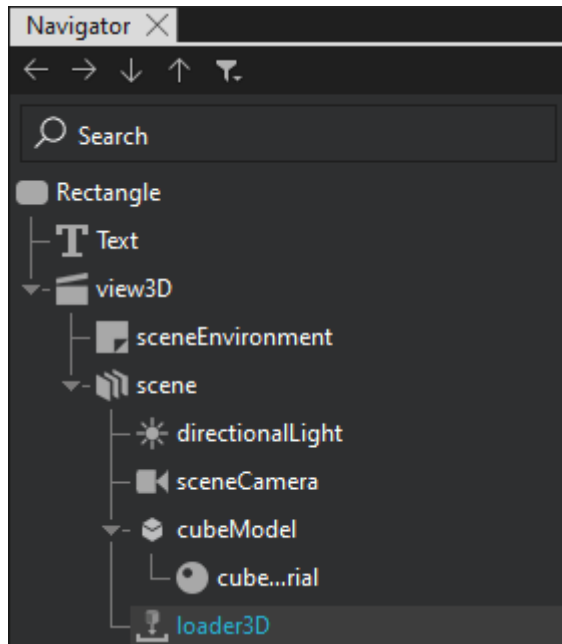 Navigator
Search
Rectangle
Text
view3D
sceneEnvironment
scene
directionalLight
sceneCamera
cubeModel
cube...rial
loader3D